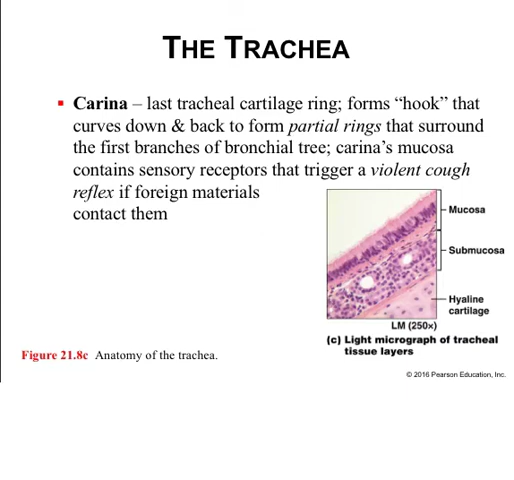 THE TRACHEA
▪ Carina – last tracheal cartilage ring; forms “hook” that
curves down & back to form partial rings that surround
the first branches of bronchial tree; carina’s mucosa
contains sensory receptors that trigger a violent cough
reflex if foreign materials
contact them
Mucosa
Submucosa
Hyaline
cartilage
LM (250×)
(c) Light micrograph of tracheal
tissue layers
Figure 21.8c Anatomy of the trachea.
© 2016 Pearson Education, Inc.